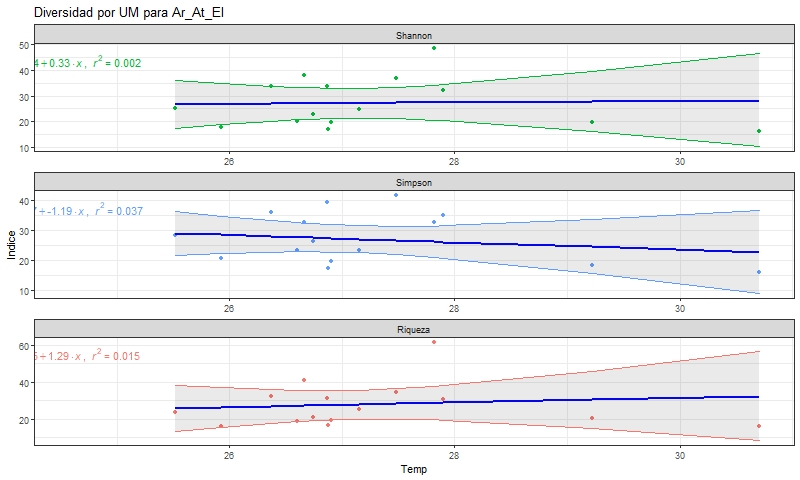 Diversidad por UM para Ar_At_El
Shannon
4 + 0.33 · x , r² = 0.002
50
40
30
20
10
26 28 30
Simpson
+ -1.19 · x , r² = 0.037
40
30
20
10
26 28 30
Indice
Riqueza
+ 1.29 · x , r² = 0.015
60
40
20
26 28 30
Temp